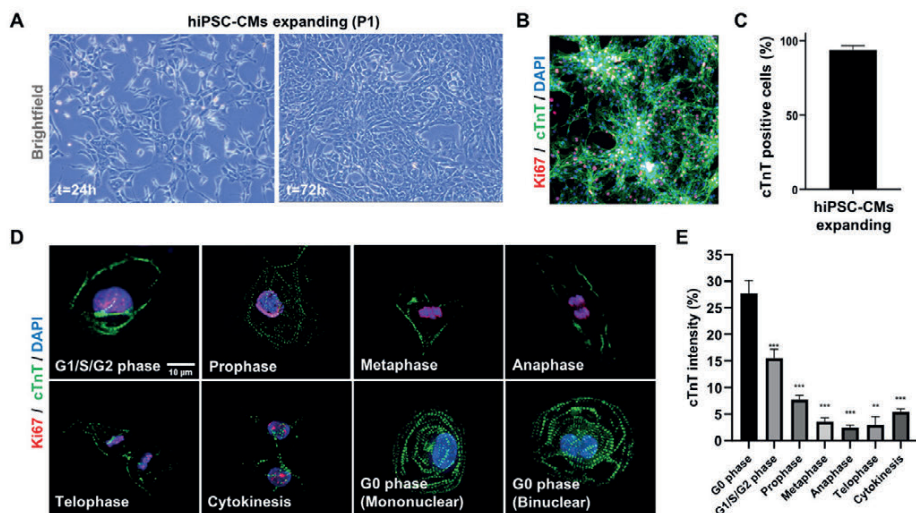 A
hiPSC-CMs expanding (P1)
Brightfield
t=24h
t=72h
B
Ki67 / cTnT / DAPI
C
cTnT positive cells (%)
100
50
0
hiPSC-CMs
expanding
D
Ki67 / cTnT / DAPI
G1/S/G2 phase
10 µm
Prophase
Metaphase
Anaphase
Telophase
Cytokinesis
G0 phase
(Mononuclear)
G0 phase
(Binuclear)
E
cTnT intensity (%)
35
30
25
20
15
10
5
0
***
***
***
***
**
***
G0 phase
G1/S/G2 phase
Prophase
Metaphase
Anaphase
Telophase
Cytokinesis